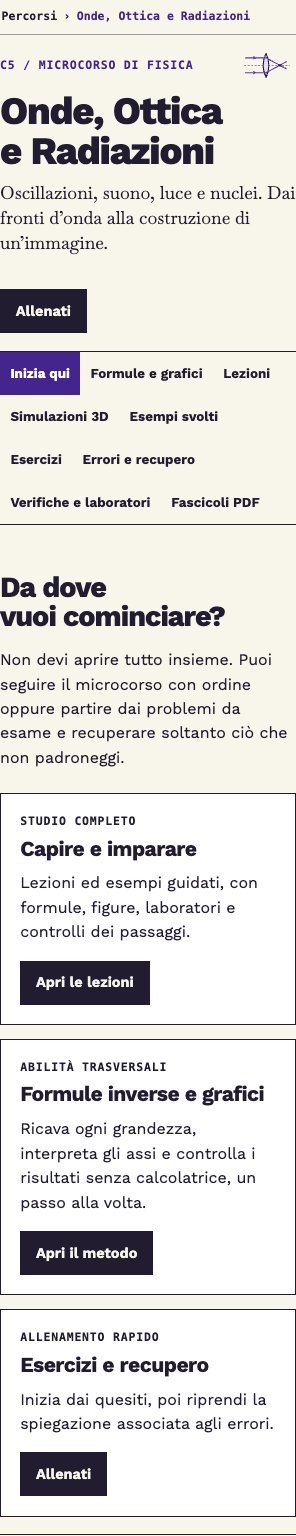 Percorsi › Onde, Ottica e Radiazioni
C5 / MICROCORSO DI FISICA
Onde, Ottica
e Radiazioni
Oscillazioni, suono, luce e nuclei. Dai
fronti d’onda alla costruzione di
un’immagine.
Allenati
Inizia qui Formule e grafici Lezioni
Simulazioni 3D Esempi svolti
Esercizi Errori e recupero
Verifiche e laboratori Fascicoli PDF
Da dove
vuoi cominciare?
Non devi aprire tutto insieme. Puoi
seguire il microcorso con ordine
oppure partire dai problemi da
esame e recuperare soltanto ciò che
non padroneggi.
STUDIO COMPLETO
Capire e imparare
Lezioni ed esempi guidati, con
formule, figure, laboratori e
controlli dei passaggi.
Apri le lezioni
ABILITÀ TRASVERSALI
Formule inverse e grafici
Ricava ogni grandezza,
interpreta gli assi e controlla i
risultati senza calcolatrice, un
passo alla volta.
Apri il metodo
ALLENAMENTO RAPIDO
Esercizi e recupero
Inizia dai quesiti, poi riprendi la
spiegazione associata agli errori.
Allenati